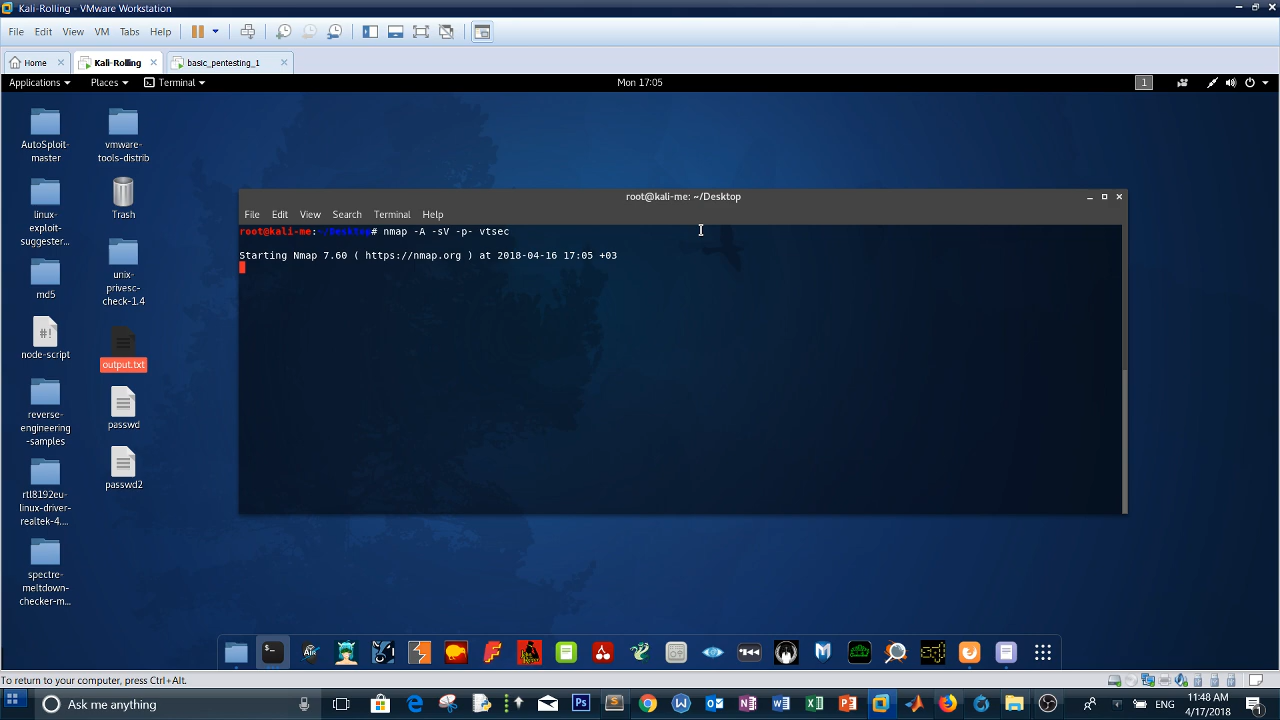 Kali-Rolling - VMware Workstation
File Edit View VM Tabs Help
Home Kali-Rolling basic_pentesting_1
Applications Places Terminal Mon 17:05 1
AutoSploit-
master
vmware-
tools-distrib
linux-
exploit-
suggester...
Trash
md5
unix-
privesc-
check-1.4
#!
node-script
output.txt
reverse-
engineering
-samples
passwd
rtl8192eu-
linux-driver-
realtek-4....
passwd2
spectre-
meltdown-
checker-m...
root@kali-me: ~/Desktop
File Edit View Search Terminal Help
root@kali-me:~/Desktop# nmap -A -sV -p- vtsec
Starting Nmap 7.60 ( https://nmap.org ) at 2018-04-16 17:05 +03
To return to your computer, press Ctrl+Alt.
Ask me anything
ENG
11:48 AM
4/17/2018